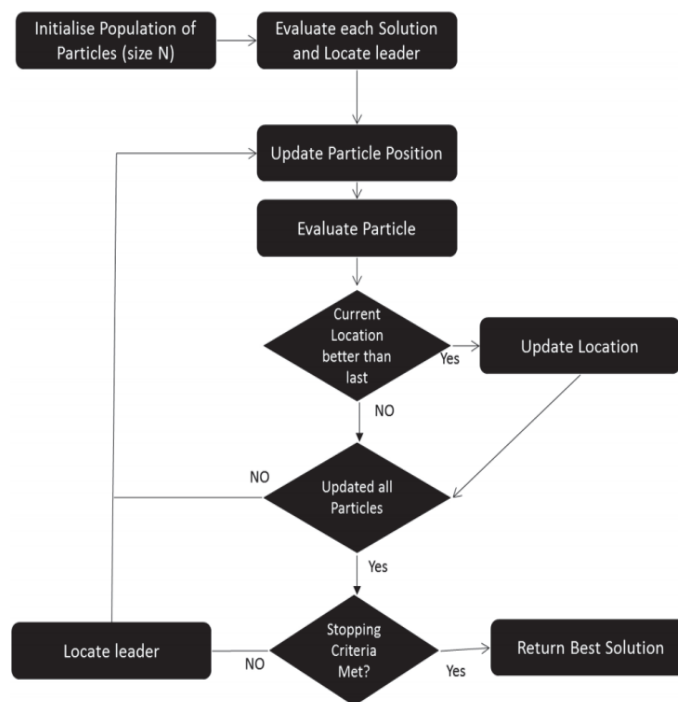 Initialise Population of
Particles (size N)
Evaluate each Solution
and Locate leader
Update Particle Position
Evaluate Particle
Current
Location
better than
last
Yes
Update Location
NO
NO
Updated all
Particles
Yes
Locate leader
NO
Stopping
Criteria
Met?
Yes
Return Best Solution